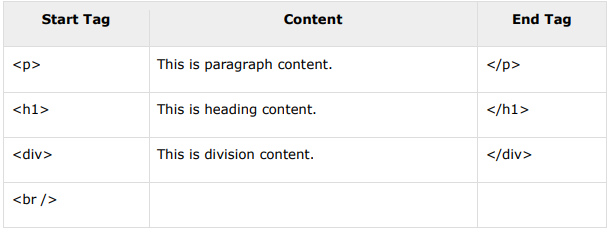 Start Tag Content End Tag
<p> This is paragraph content. </p>
<h1> This is heading content. </h1>
<div> This is division content. </div>
<br />